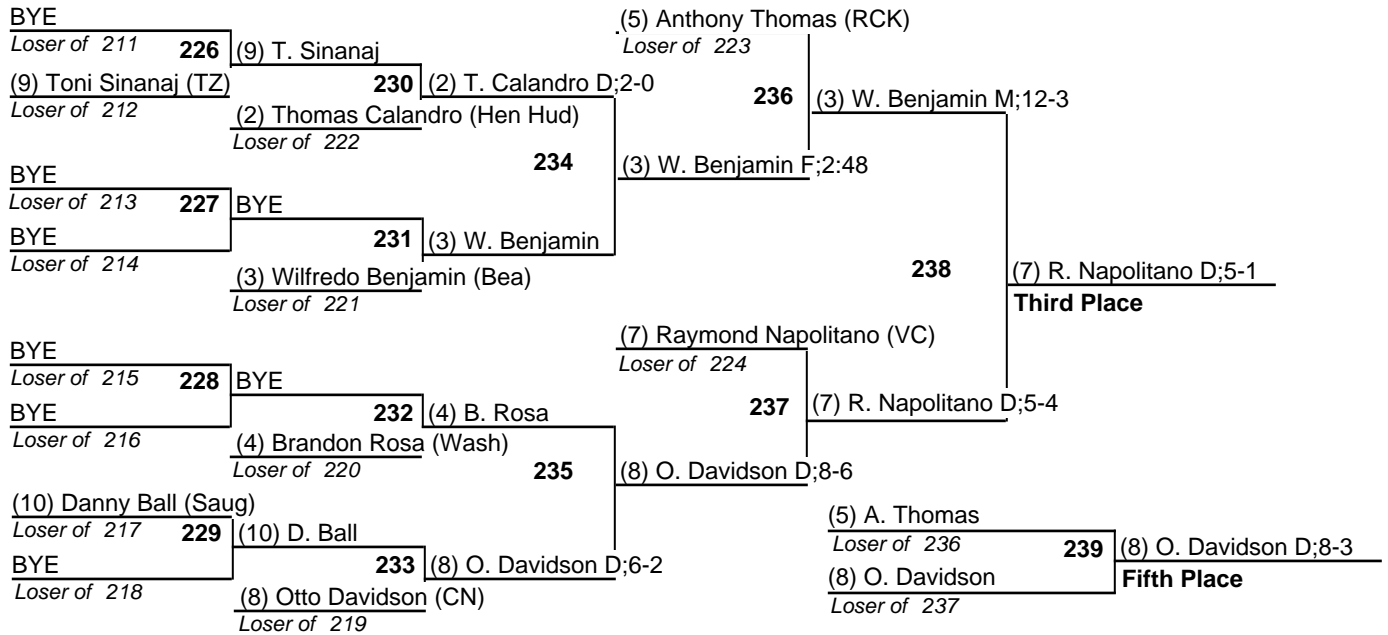 BYE
Loser of 211
226
(9) T. Sinanaj
(9) Toni Sinanaj (TZ)
Loser of 212
230
(2) T. Calandro D;2-0
(2) Thomas Calandro (Hen Hud)
Loser of 222
234
BYE
Loser of 213
227
BYE
BYE
Loser of 214
231
(3) W. Benjamin
(3) Wilfredo Benjamin (Bea)
Loser of 221
(5) Anthony Thomas (RCK)
Loser of 223
236
(3) W. Benjamin M;12-3
(3) W. Benjamin F;2:48
238
(7) R. Napolitano D;5-1
Third Place
BYE
Loser of 215
228
BYE
BYE
Loser of 216
232
(4) B. Rosa
(4) Brandon Rosa (Wash)
Loser of 220
235
(10) Danny Ball (Saug)
Loser of 217
229
(10) D. Ball
BYE
Loser of 218
233
(8) O. Davidson D;6-2
(8) Otto Davidson (CN)
Loser of 219
(7) Raymond Napolitano (VC)
Loser of 224
237
(7) R. Napolitano D;5-4
(8) O. Davidson D;8-6
(5) A. Thomas
Loser of 236
239
(8) O. Davidson D;8-3
(8) O. Davidson
Fifth Place
Loser of 237